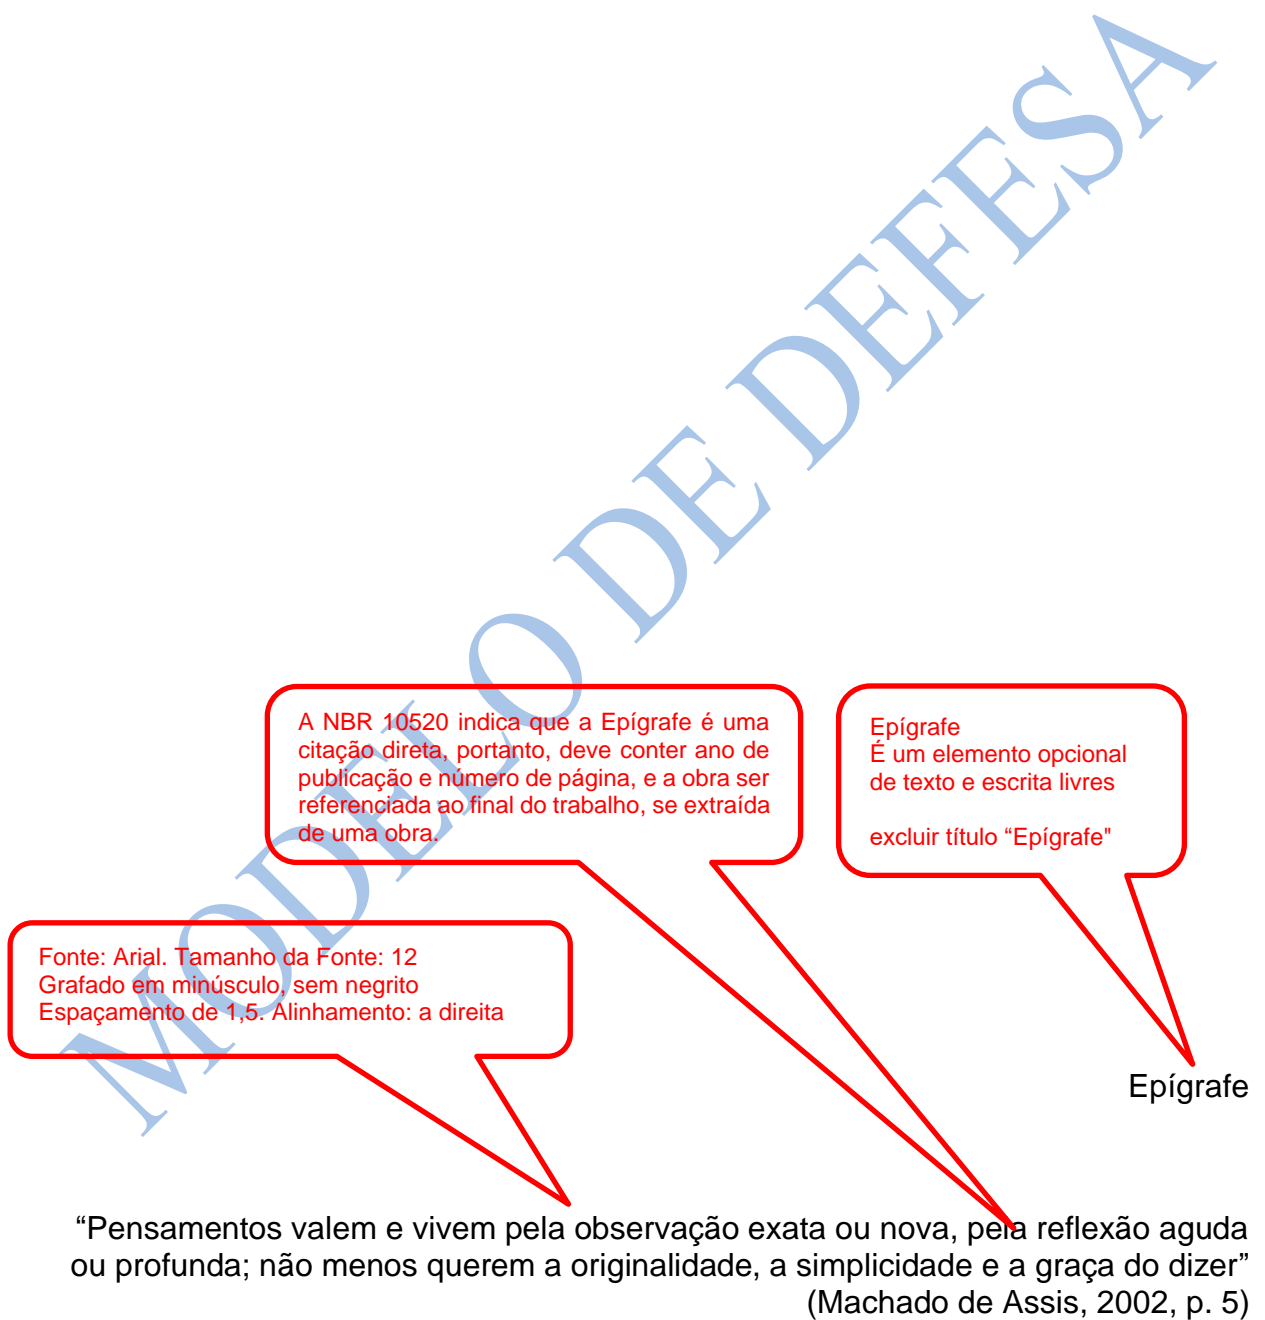 MODELO DE DEFESA
A NBR 10520 indica que a Epígrafe é uma
citação direta, portanto, deve conter ano de
publicação e número de página, e a obra ser
referenciada ao final do trabalho, se extraída
de uma obra.
Epígrafe
É um elemento opcional
de texto e escrita livres
excluir título “Epígrafe"
Fonte: Arial. Tamanho da Fonte: 12
Grafado em minúsculo, sem negrito
Espaçamento de 1,5. Alinhamento: a direita
Epígrafe
“Pensamentos valem e vivem pela observação exata ou nova, pela reflexão aguda
ou profunda; não menos querem a originalidade, a simplicidade e a graça do dizer”
(Machado de Assis, 2002, p. 5)